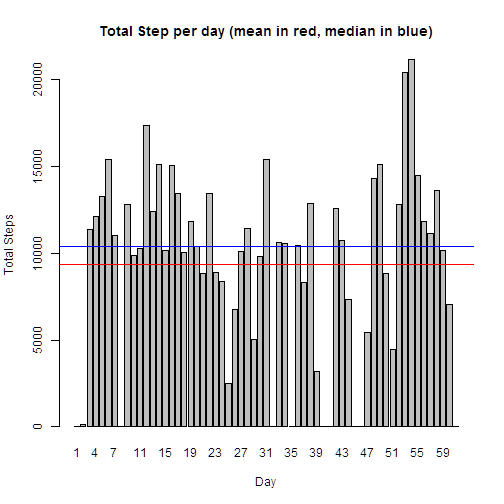 Total Step per day (mean in red, median in blue)
Total Steps
20000
15000
10000
5000
0
1 4 7 11 15 19 23 27 31 35 39 43 47 51 55 59
Day